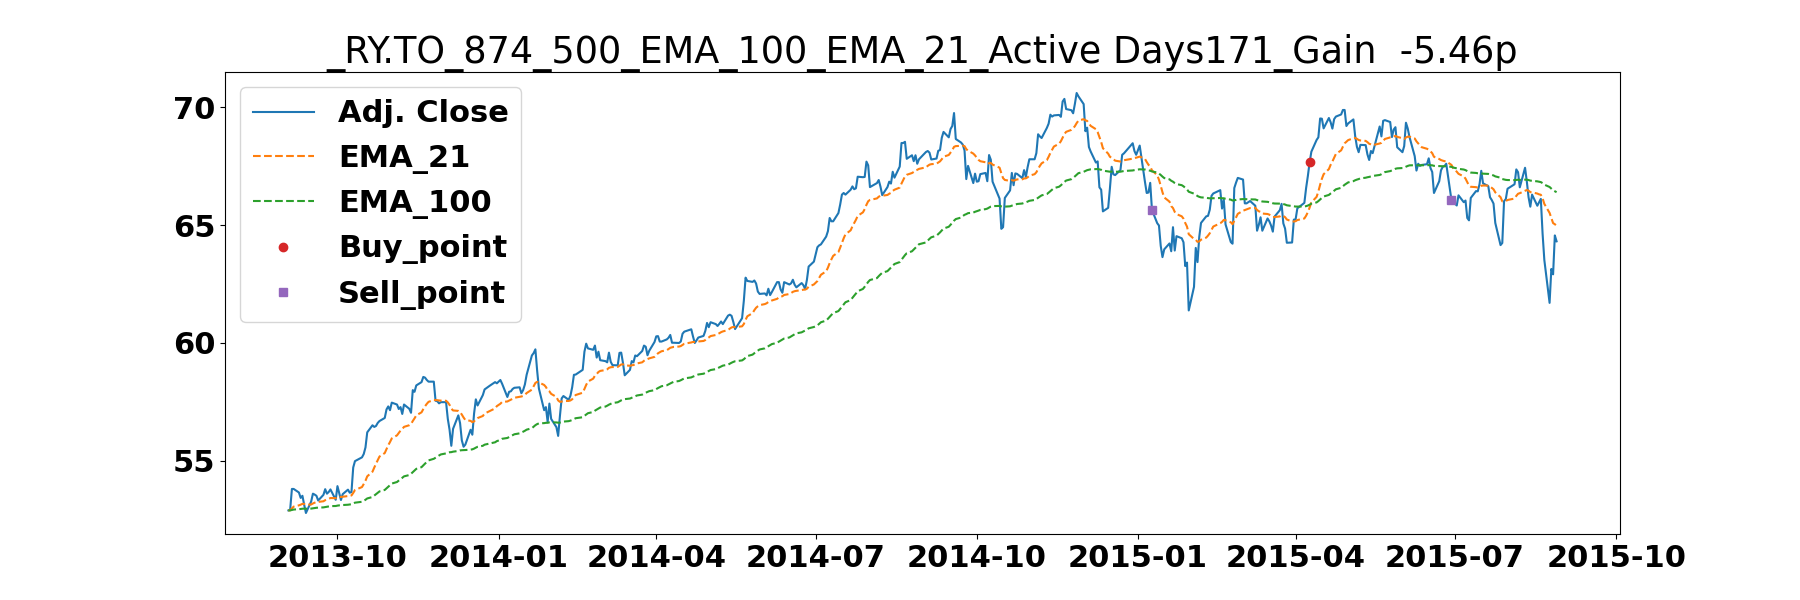 _RY.TO_874_500_EMA_100_EMA_21_Active Days171_Gain  -5.46p
Adj. Close
EMA_21
EMA_100
Buy_point
Sell_point
70
65
60
55
2013-10
2014-01
2014-04
2014-07
2014-10
2015-01
2015-04
2015-07
2015-10